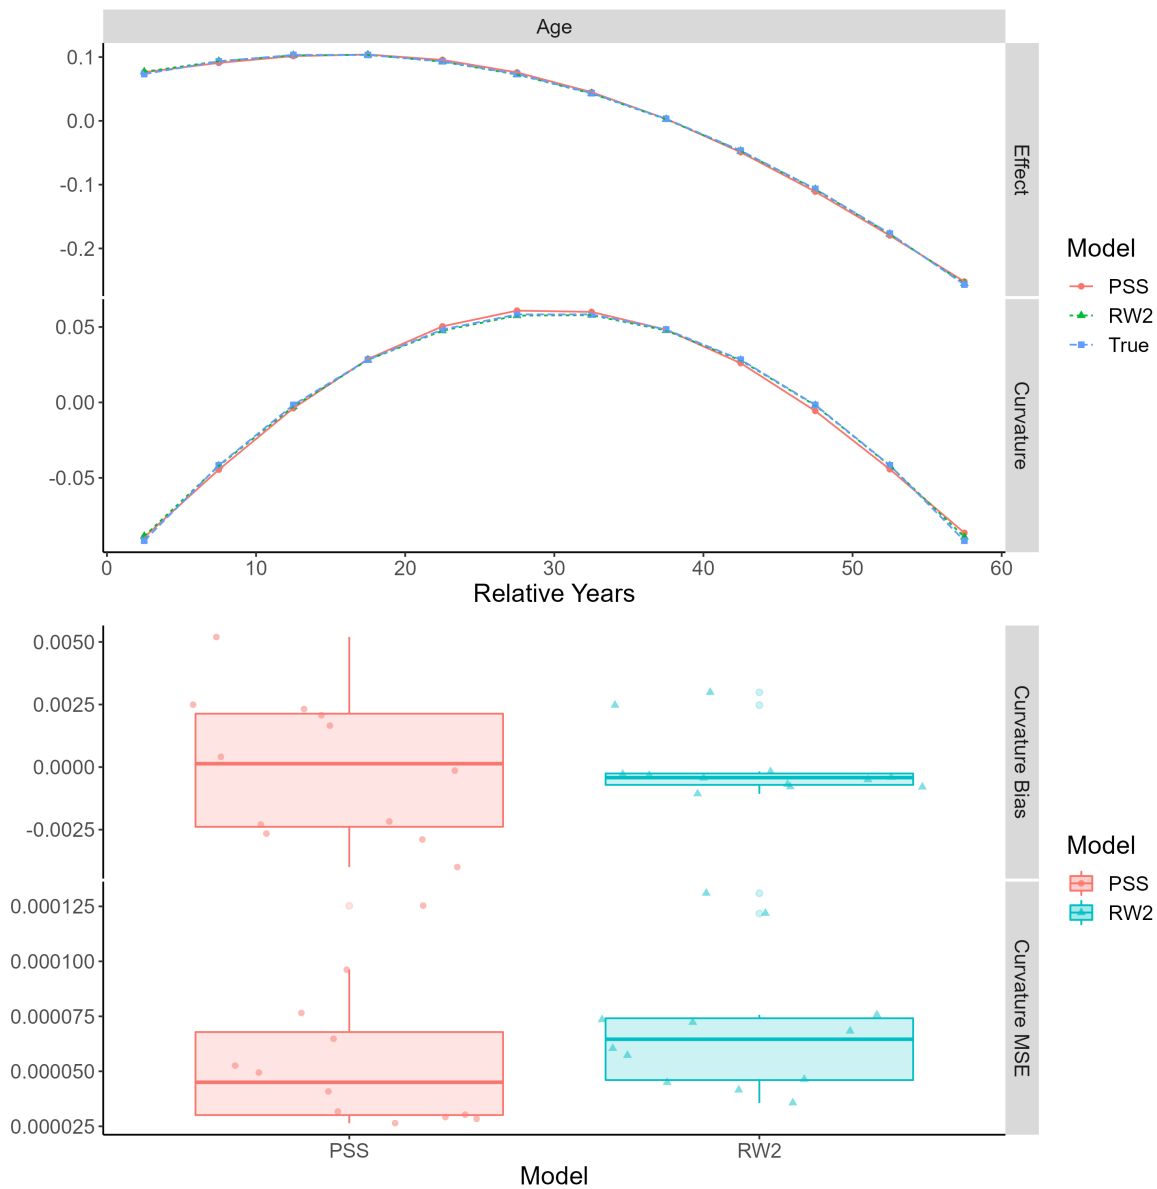 Age
0.1
0.0
-0.1
-0.2
Effect
0.05
0.00
-0.05
Curvature
0
10
20
30
40
50
60
Relative Years
Model
PSS
RW2
True
0.0050
0.0025
0.0000
-0.0025
Curvature Bias
0.000125
0.000100
0.000075
0.000050
0.000025
Curvature MSE
PSS
RW2
Model
Model
PSS
RW2